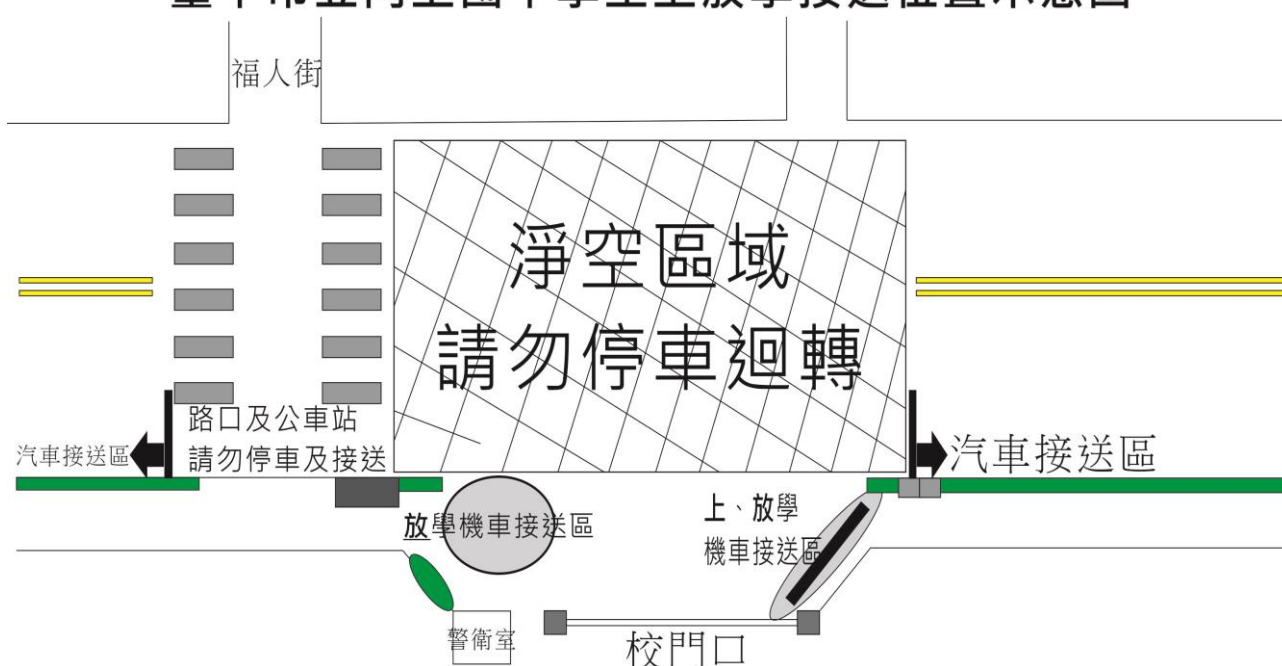 福人街
淨空區域
請勿停車迴轉
路口及公車站
請勿停車及接送
汽車接送區
汽車接送區
放學機車接送區
上、放學
機車接送區
警衛室
校門口